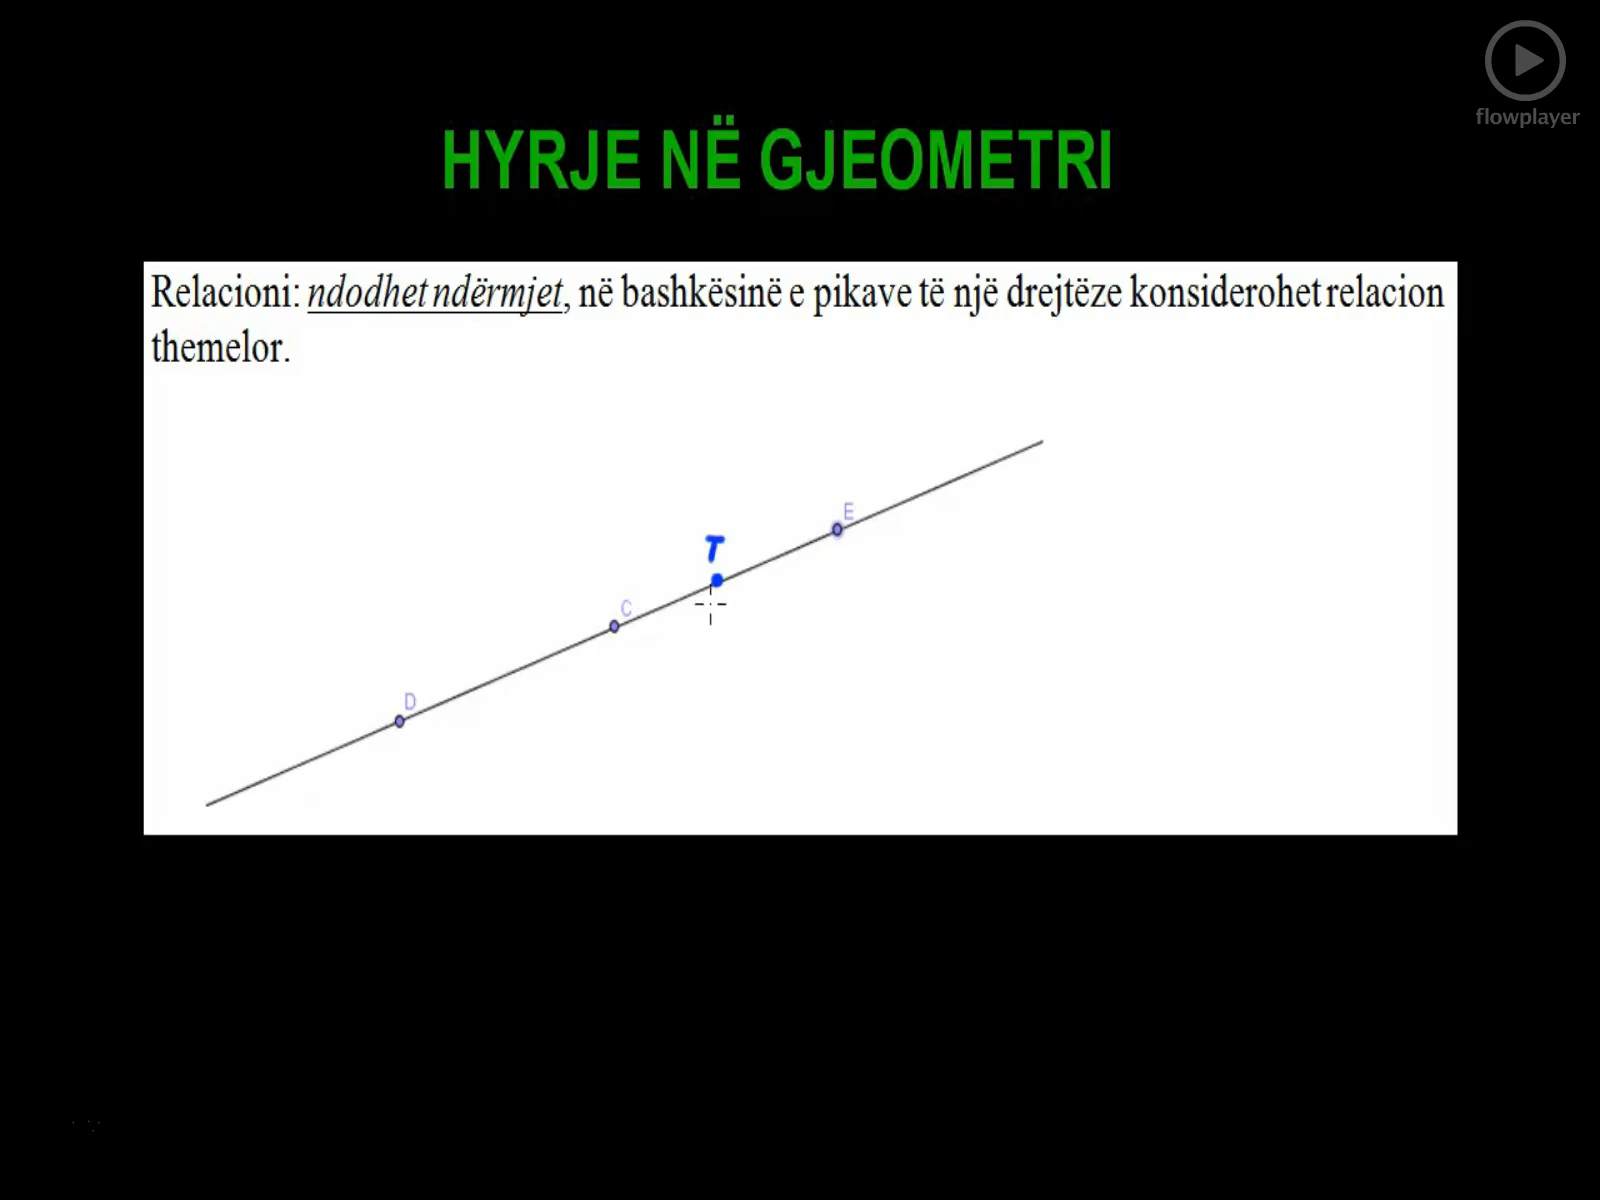 flowplayer
HYRJE NË GJEOMETRI
Relacioni: ndodhet ndërmjet, në bashkësinë e pikave të një drejtëze konsiderohet relacion
themelor.
E
T
C
D